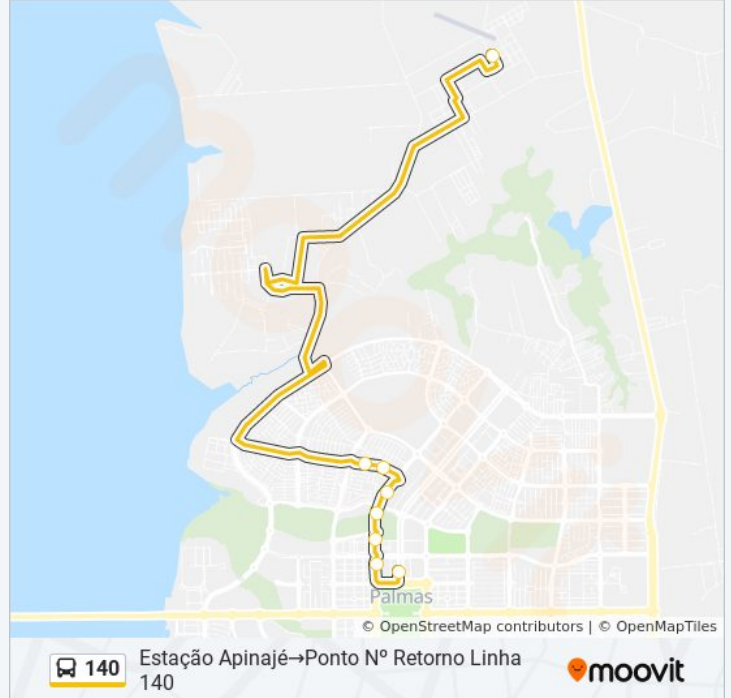 Palmas
© OpenStreetMap contributors | © OpenMapTiles
140
Estação Apinajé→Ponto Nº Retorno Linha
140
moovit